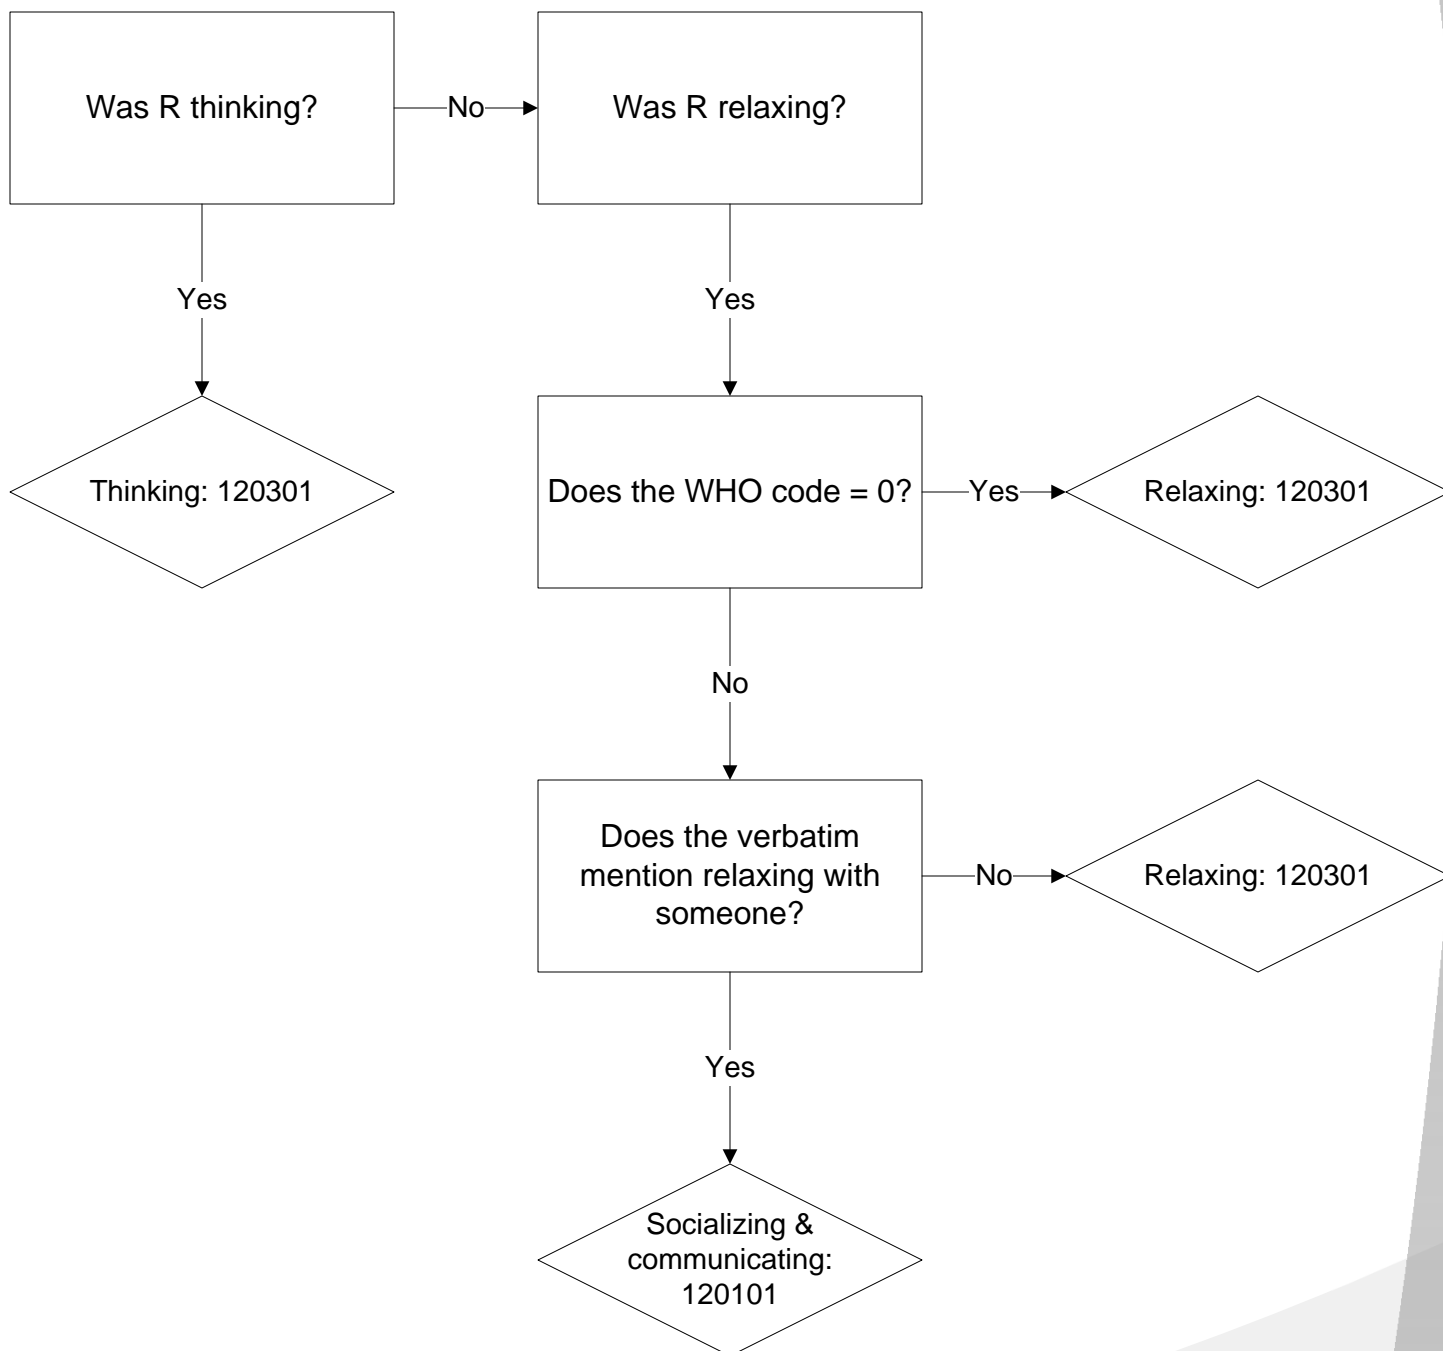 Was R thinking?
No
Was R relaxing?
Yes
Yes
Thinking: 120301
Does the WHO code = 0?
Yes
Relaxing: 120301
No
Does the verbatim
mention relaxing with
someone?
No
Relaxing: 120301
Yes
Socializing &
communicating:
120101